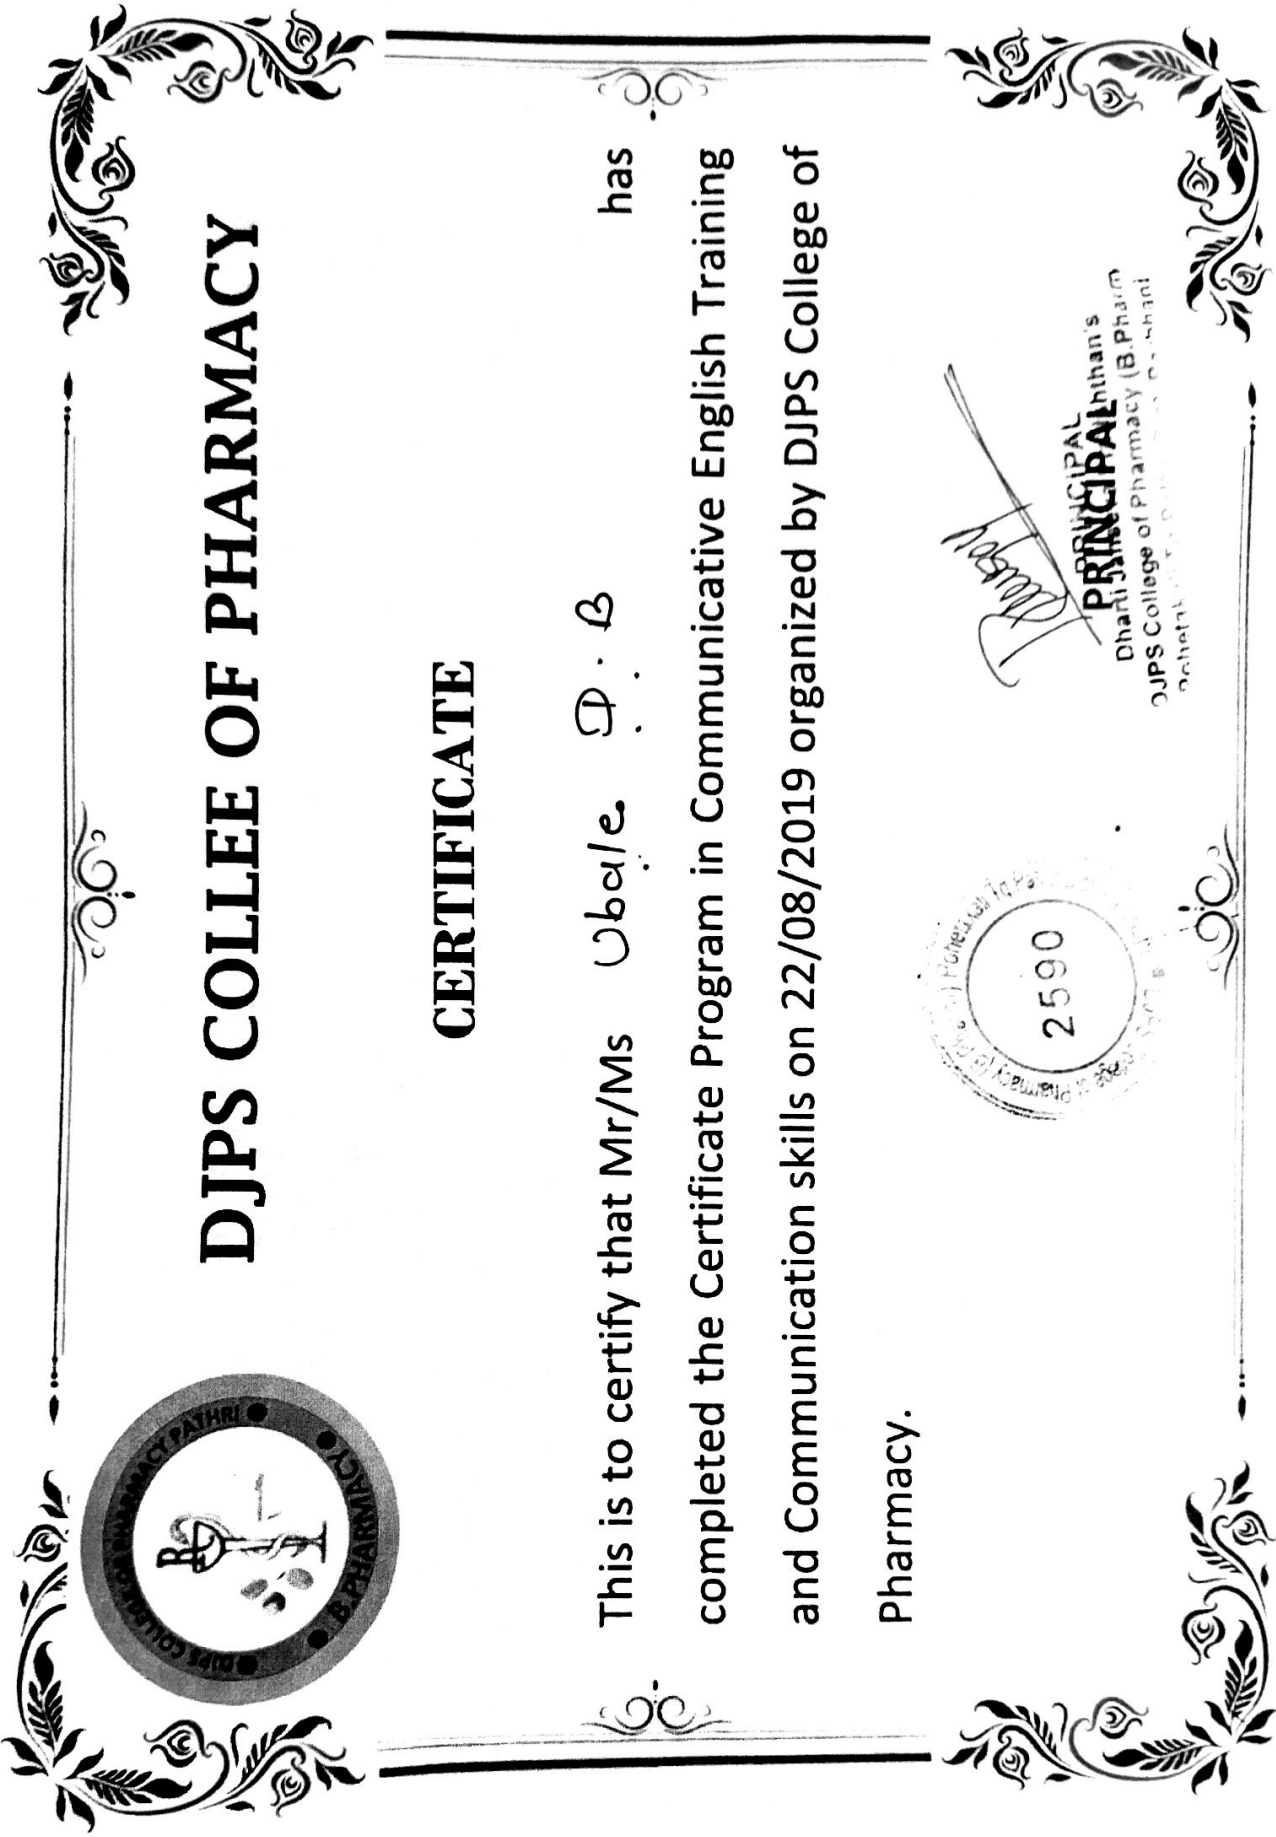 DJPS COLLEGE OF PHARMACY PATHRI
B.PHARMACY
DJPS COLLEE OF PHARMACY
CERTIFICATE
This is to certify that Mr/Ms Ubale D. B has
completed the Certificate Program in Communicative English Training
and Communication skills on 22/08/2019 organized by DJPS College of
Pharmacy.
2590
PRINCIPAL
PRINCIPAL
Dharti
DJPS College of Pharmacy (B.Pharm